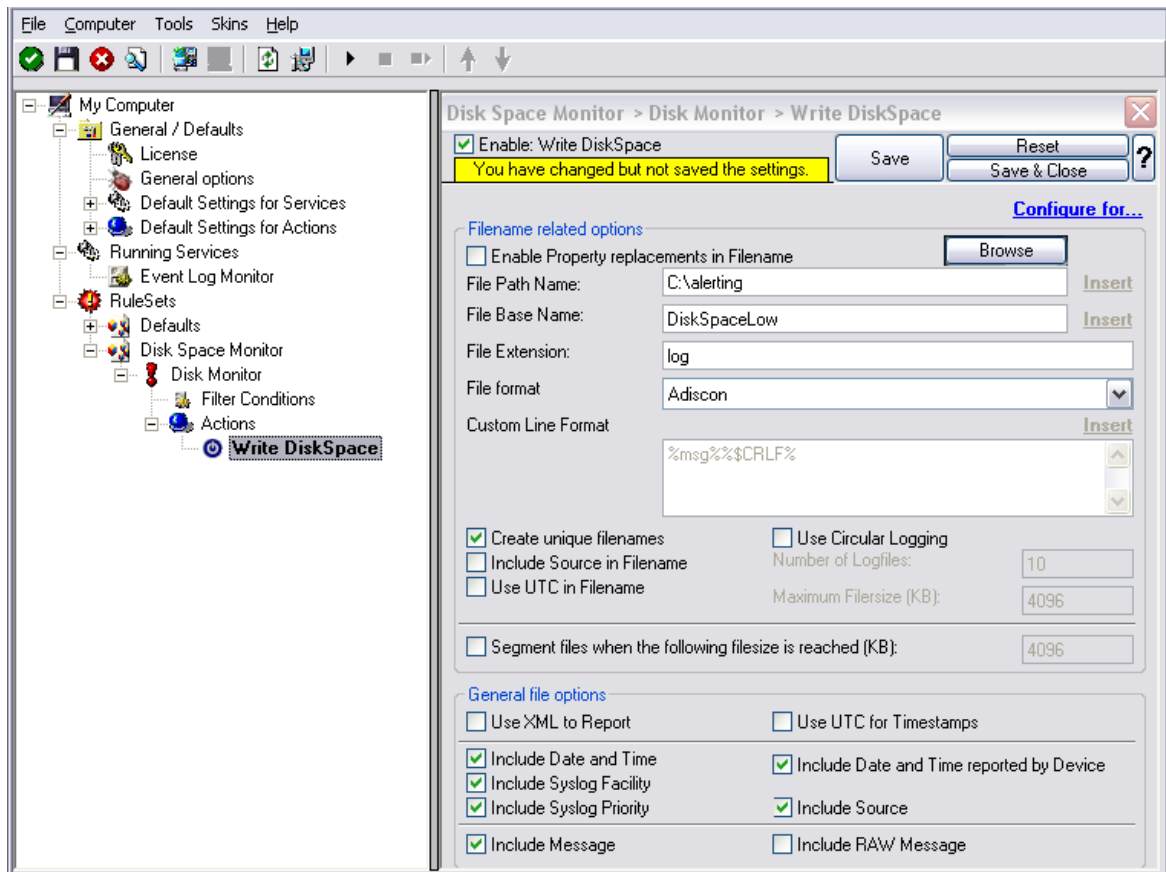 File Computer Tools Skins Help
My Computer
General / Defaults
License
General options
Default Settings for Services
Default Settings for Actions
Running Services
Event Log Monitor
RuleSets
Defaults
Disk Space Monitor
Disk Monitor
Filter Conditions
Actions
Write DiskSpace
Disk Space Monitor > Disk Monitor > Write DiskSpace
Enable: Write DiskSpace
You have changed but not saved the settings.
Save
Reset
Save & Close
?
Configure for...
Filename related options
Enable Property replacements in Filename
Browse
File Path Name: C:\alerting Insert
File Base Name: DiskSpaceLow Insert
File Extension: log
File format Adiscon
Custom Line Format Insert
%msg%%$CRLF%
Create unique filenames Use Circular Logging
Include Source in Filename Number of Logfiles: 10
Use UTC in Filename Maximum Filersize (KB): 4096
Segment files when the following filesize is reached (KB): 4096
General file options
Use XML to Report Use UTC for Timestamps
Include Date and Time Include Date and Time reported by Device
Include Syslog Facility
Include Syslog Priority Include Source
Include Message Include RAW Message